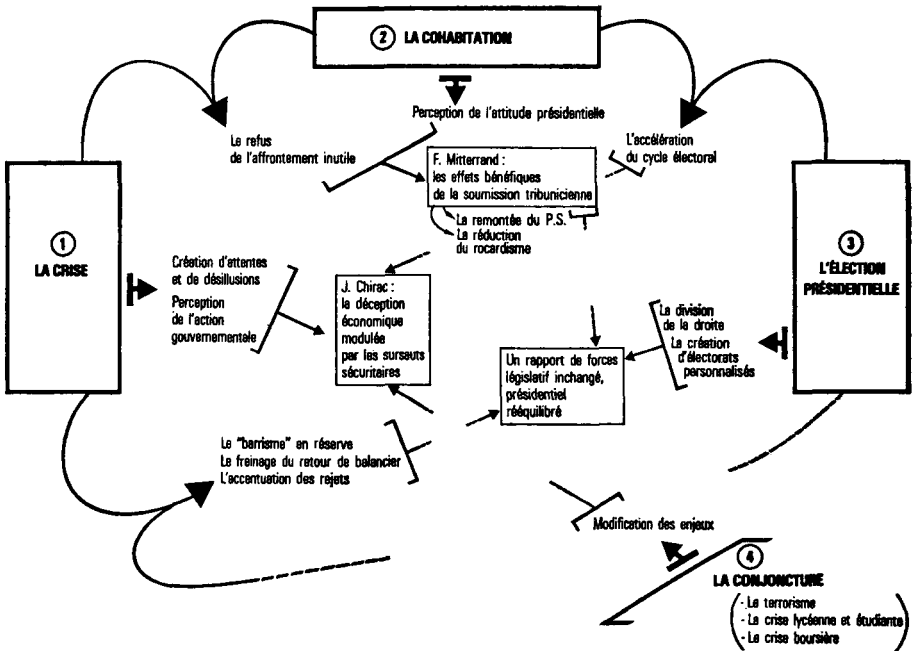 2 LA COHABITATION
Perception de l'attitude présidentielle
Le refus
de l'affrontement inutile
L'accélération
du cycle électoral
F. Mitterrand :
les effets bénéfiques
de la soumission tribunicienne
La remontée du P.S.
La réduction
du rocardisme
1
LA CRISE
Création d'attentes
et de désillusions
Perception
de l'action
gouvernementale
J. Chirac :
la déception
économique
modulée
par les sursauts
sécuritaires
3
L'ÉLECTION
PRÉSIDENTIELLE
La division
de la droite
La création
d'électorats
personnalisés
Un rapport de forces
législatif inchangé,
présidentiel
rééquilibré
Le "barrisme" en réserve
Le freinage du retour de balancier
L'accentuation des rejets
Modification des enjeux
4
LA CONJONCTURE
- Le terrorisme
- La crise lycéenne et étudiante
- La crise boursière